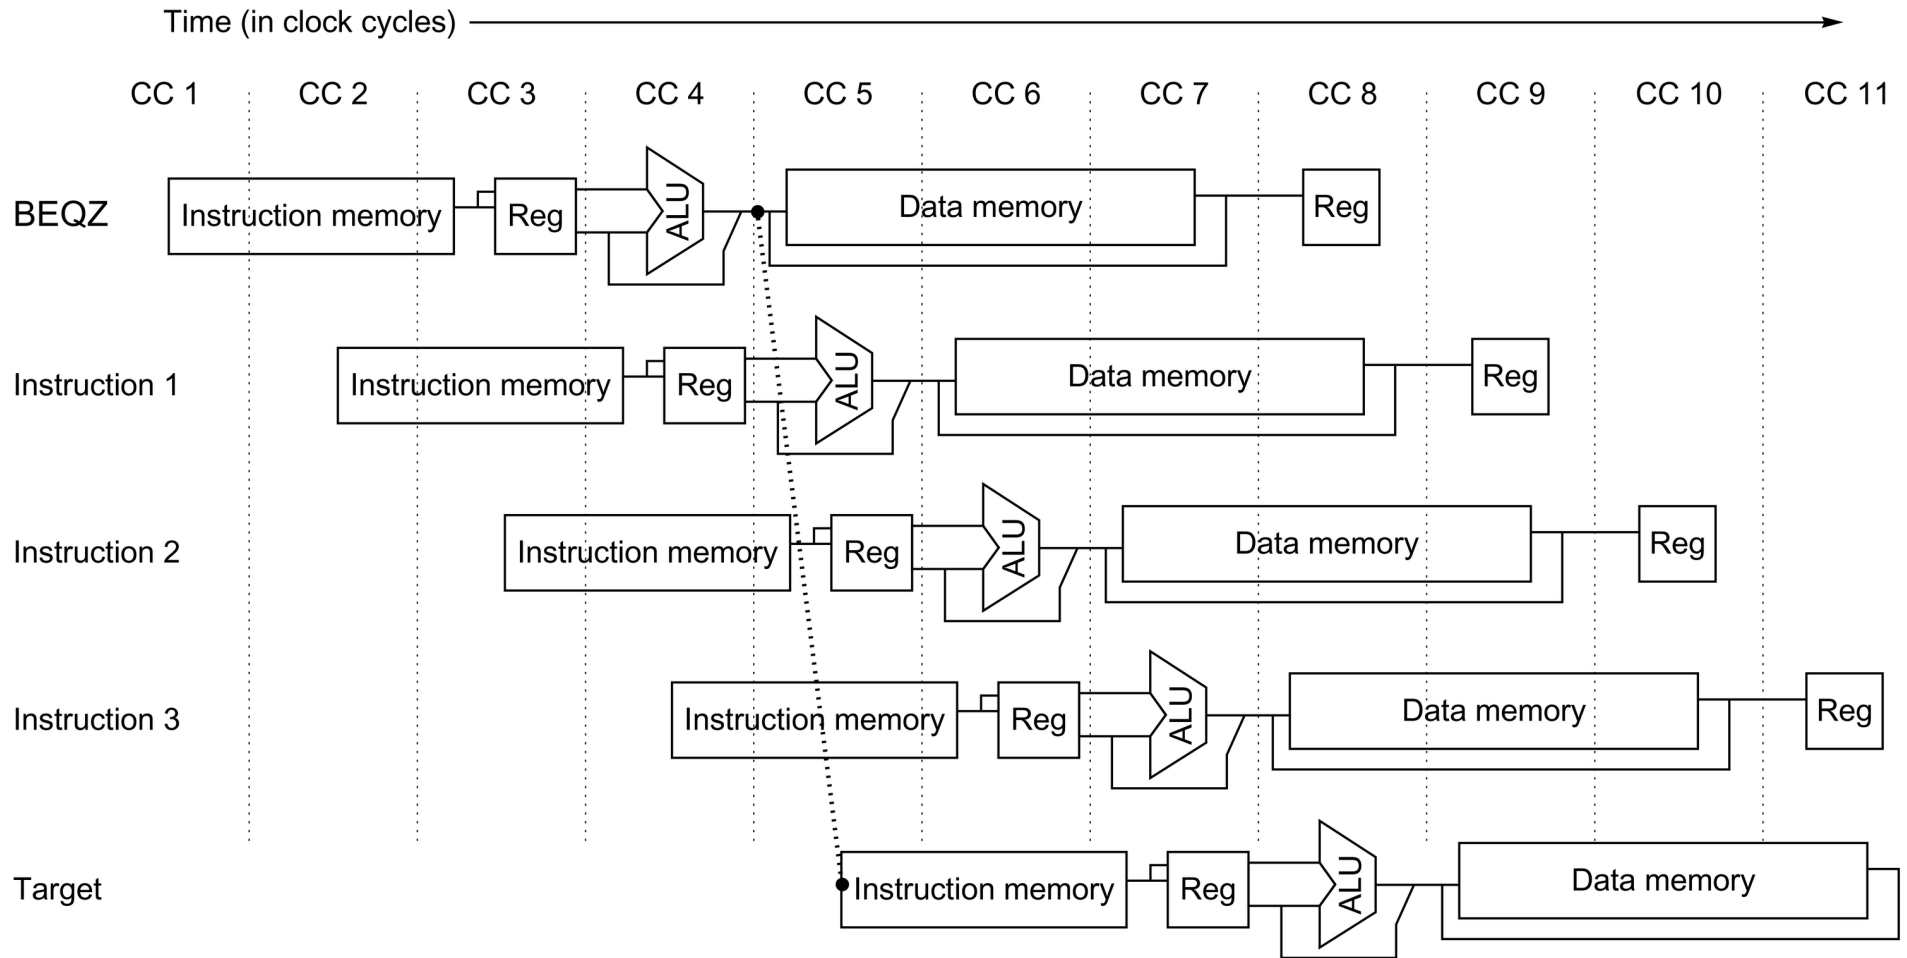 Time (in clock cycles)
CC 1 CC 2 CC 3 CC 4 CC 5 CC 6 CC 7 CC 8 CC 9 CC 10 CC 11
BEQZ Instruction memory Reg ALU Data memory Reg
Instruction 1 Instruction memory Reg ALU Data memory Reg
Instruction 2 Instruction memory Reg ALU Data memory Reg
Instruction 3 Instruction memory Reg ALU Data memory Reg
Target Instruction memory Reg ALU Data memory